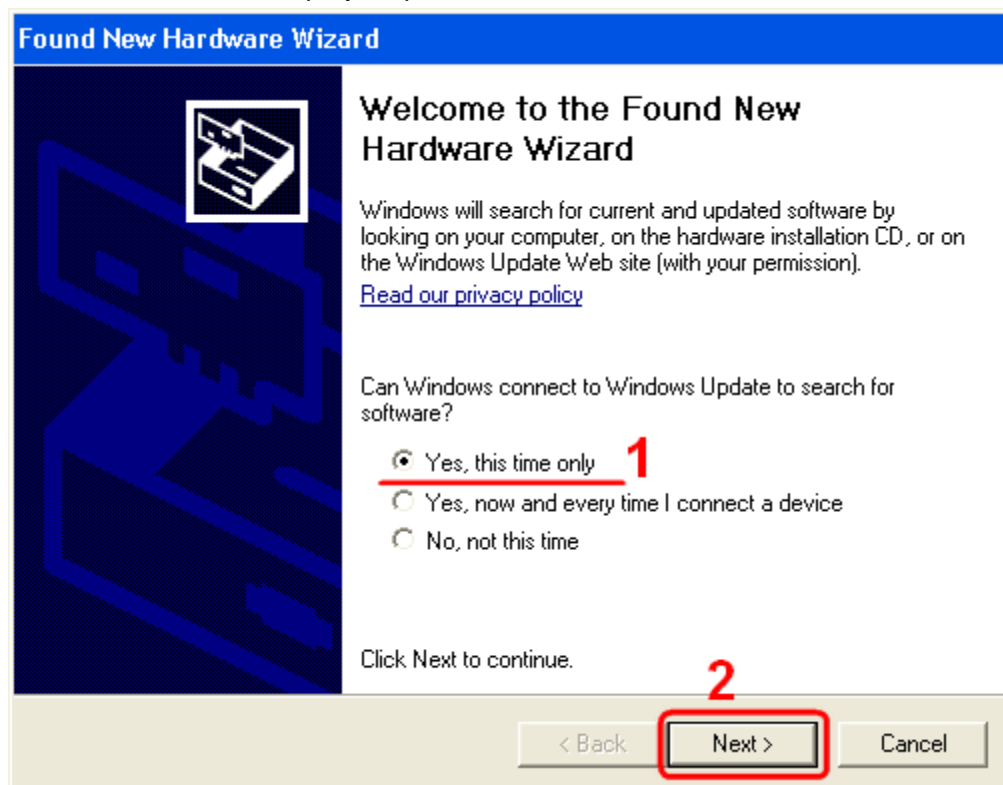 Found New Hardware Wizard
Welcome to the Found New
Hardware Wizard
Windows will search for current and updated software by
looking on your computer, on the hardware installation CD, or on
the Windows Update Web site (with your permission).
Read our privacy policy
Can Windows connect to Windows Update to search for
software?
Yes, this time only 1
Yes, now and every time I connect a device
No, not this time
Click Next to continue.
2
< Back Next > Cancel